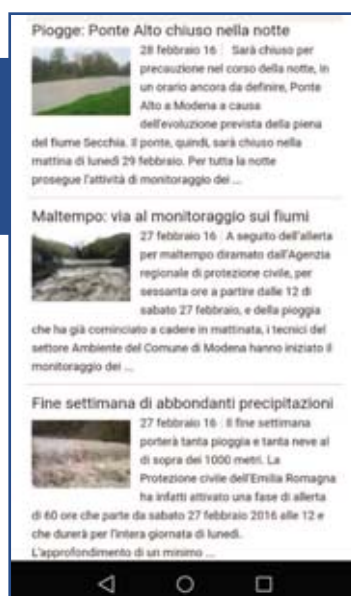 Piogge: Ponte Alto chiuso nella notte
28 febbraio 16 | Sarà chiuso per
precauzione nel corso della notte, in
un orario ancora da definire, Ponte
Alto a Modena a causa
dell'evoluzione prevista della piena
del fiume Secchia. Il ponte, quindi, sarà chiuso nella
mattina di lunedì 29 febbraio. Per tutta la notte
prosegue l'attività di monitoraggio dei ...
Maltempo: via al monitoraggio sui fiumi
27 febbraio 16 | A seguito dell'allerta
per maltempo diramato dall'Agenzia
regionale di protezione civile, per
sessanta ore a partire dalle 12 di
sabato 27 febbraio, e della pioggia
che ha già cominciato a cadere in mattinata, i tecnici del
settore Ambiente del Comune di Modena hanno iniziato il
monitoraggio dei ...
Fine settimana di abbondanti precipitazioni
27 febbraio 16 | Il fine settimana
porterà tanta pioggia e tanta neve al
di sopra dei 1000 metri. La
Protezione civile dell'Emilia Romagna
ha infatti attivato una fase di allerta
di 60 ore che parte da sabato 27 febbraio 2016 alle 12 e
che durerà per l'intera giornata di lunedì.
L'approfondimento di un minimo ...